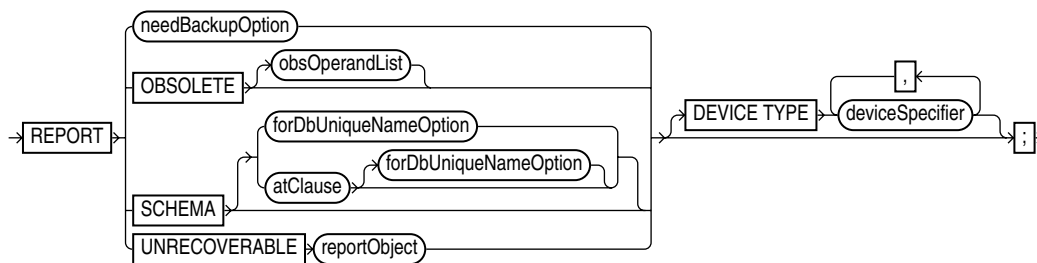 needBackupOption
obsOperandList
OBSOLETE
,
DEVICE TYPE deviceSpecifier
REPORT forDbUniqueNameOption ;
forDbUniqueNameOption
atClause
SCHEMA
UNRECOVERABLE reportObject